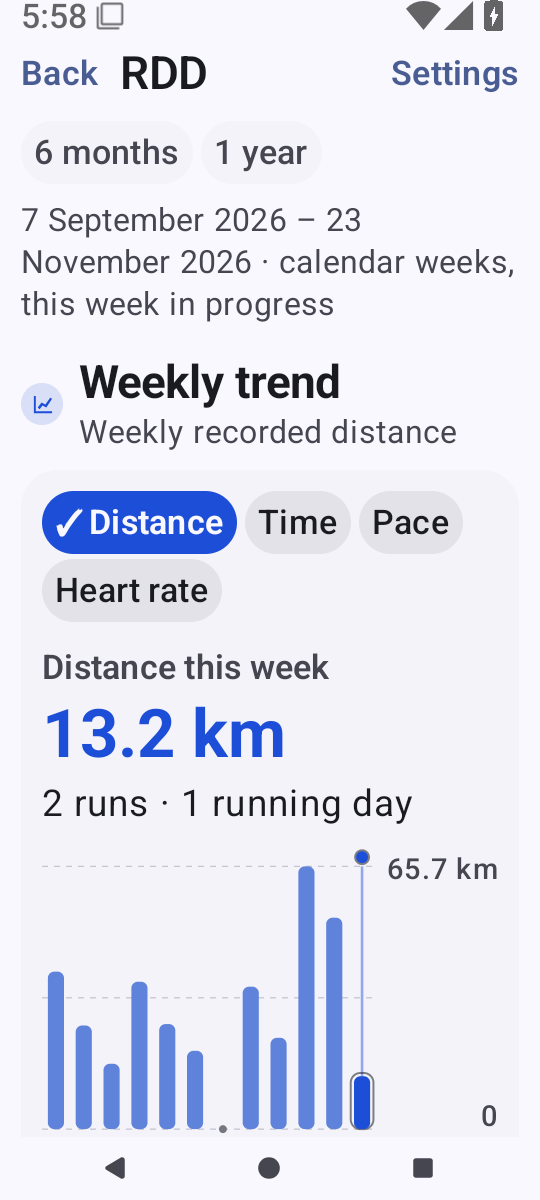 5:58
Back RDD Settings
6 months 1 year
7 September 2026 – 23
November 2026 · calendar weeks,
this week in progress
Weekly trend
Weekly recorded distance
✓ Distance Time Pace
Heart rate
Distance this week
13.2 km
2 runs · 1 running day
65.7 km
0